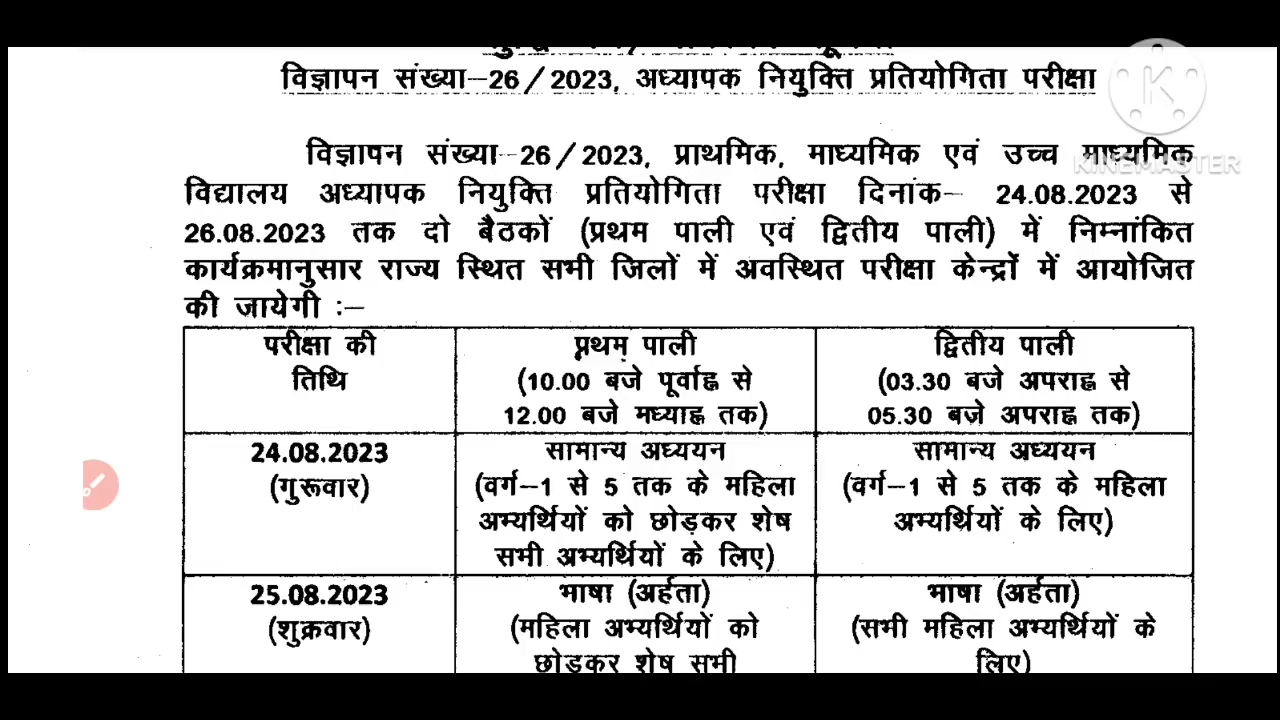 विज्ञापन संख्या–26/2023, अध्यापक नियुक्ति प्रतियोगिता परीक्षा
KINEMASTER
विज्ञापन संख्या–26/2023, प्राथमिक, माध्यमिक एवं उच्च माध्यमिक
विद्यालय अध्यापक नियुक्ति प्रतियोगिता परीक्षा दिनांक– 24.08.2023 से
26.08.2023 तक दो बैठकों (प्रथम पाली एवं द्वितीय पाली) में निम्नांकित
कार्यक्रमानुसार राज्य स्थित सभी जिलों में अवस्थित परीक्षा केन्द्रों में आयोजित
की जायेगी :–
परीक्षा की
तिथि
प्रथम पाली
(10.00 बजे पूर्वाह्न से
12.00 बजे मध्याह्न तक)
द्वितीय पाली
(03.30 बजे अपराह्न से
05.30 बजे अपराह्न तक)
24.08.2023
(गुरूवार)
सामान्य अध्ययन
(वर्ग–1 से 5 तक के महिला
अभ्यर्थियों को छोड़कर शेष
सभी अभ्यर्थियों के लिए)
सामान्य अध्ययन
(वर्ग–1 से 5 तक के महिला
अभ्यर्थियों के लिए)
25.08.2023
(शुक्रवार)
भाषा (अर्हता)
(महिला अभ्यर्थियों को
छोड़कर शेष सभी
भाषा (अर्हता)
(सभी महिला अभ्यर्थियों के
लिए)